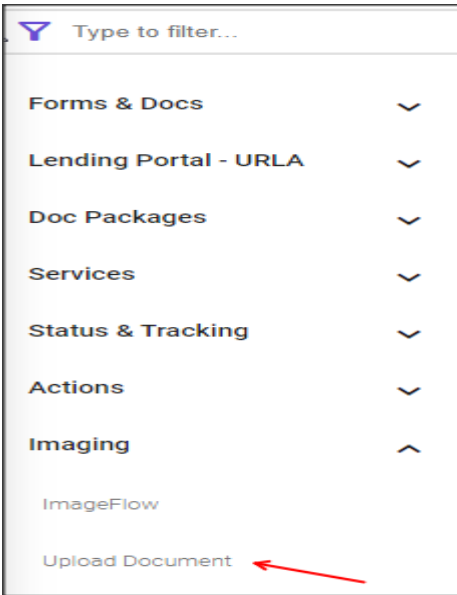 Type to filter...
Forms & Docs
Lending Portal - URLA
Doc Packages
Services
Status & Tracking
Actions
Imaging
ImageFlow
Upload Document